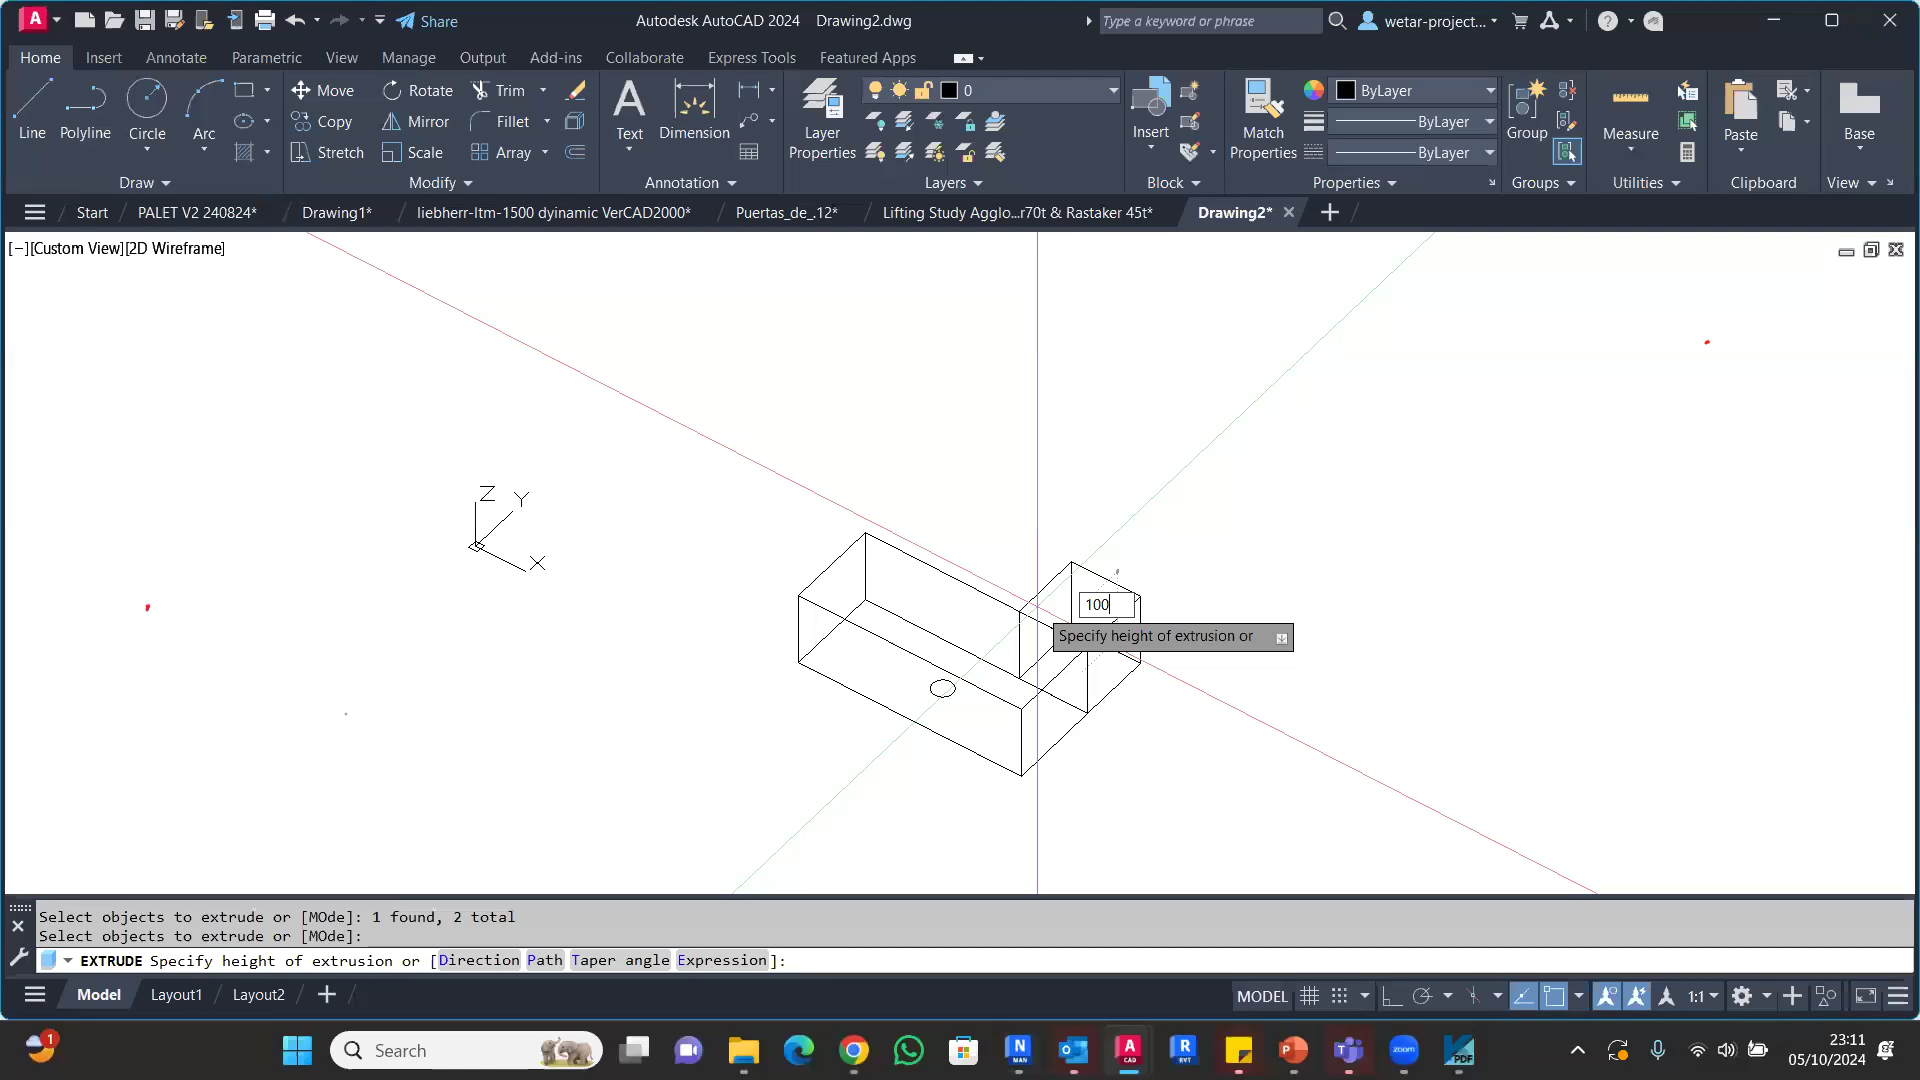 Share
Autodesk AutoCAD 2024 Drawing2.dwg
Type a keyword or phrase
wetar-project...
Home Insert Annotate Parametric View Manage Output Add-ins Collaborate Express Tools Featured Apps
Line Polyline Circle Arc
Move Rotate Trim
Copy Mirror Fillet
Stretch Scale Array
Text Dimension
Layer Properties
0
Insert
Match Properties
ByLayer
ByLayer
ByLayer
Group
Measure
Paste
Base
Draw Modify Annotation Layers Block Properties Groups Utilities Clipboard View
Start PALET V2 240824* Drawing1* liebherr-ltm-1500 dyinamic VerCAD2000* Puertas_de_.12* Lifting Study Agglo...r70t & Rastaker 45t* Drawing2*
[−][Custom View][2D Wireframe]
Z Y
X
100
Specify height of extrusion or
Select objects to extrude or [MOde]: 1 found, 2 total
Select objects to extrude or [MOde]:
EXTRUDE Specify height of extrusion or [Direction Path Taper angle Expression]:
Model Layout1 Layout2
MODEL
1:1
1
Search
23:11
05/10/2024